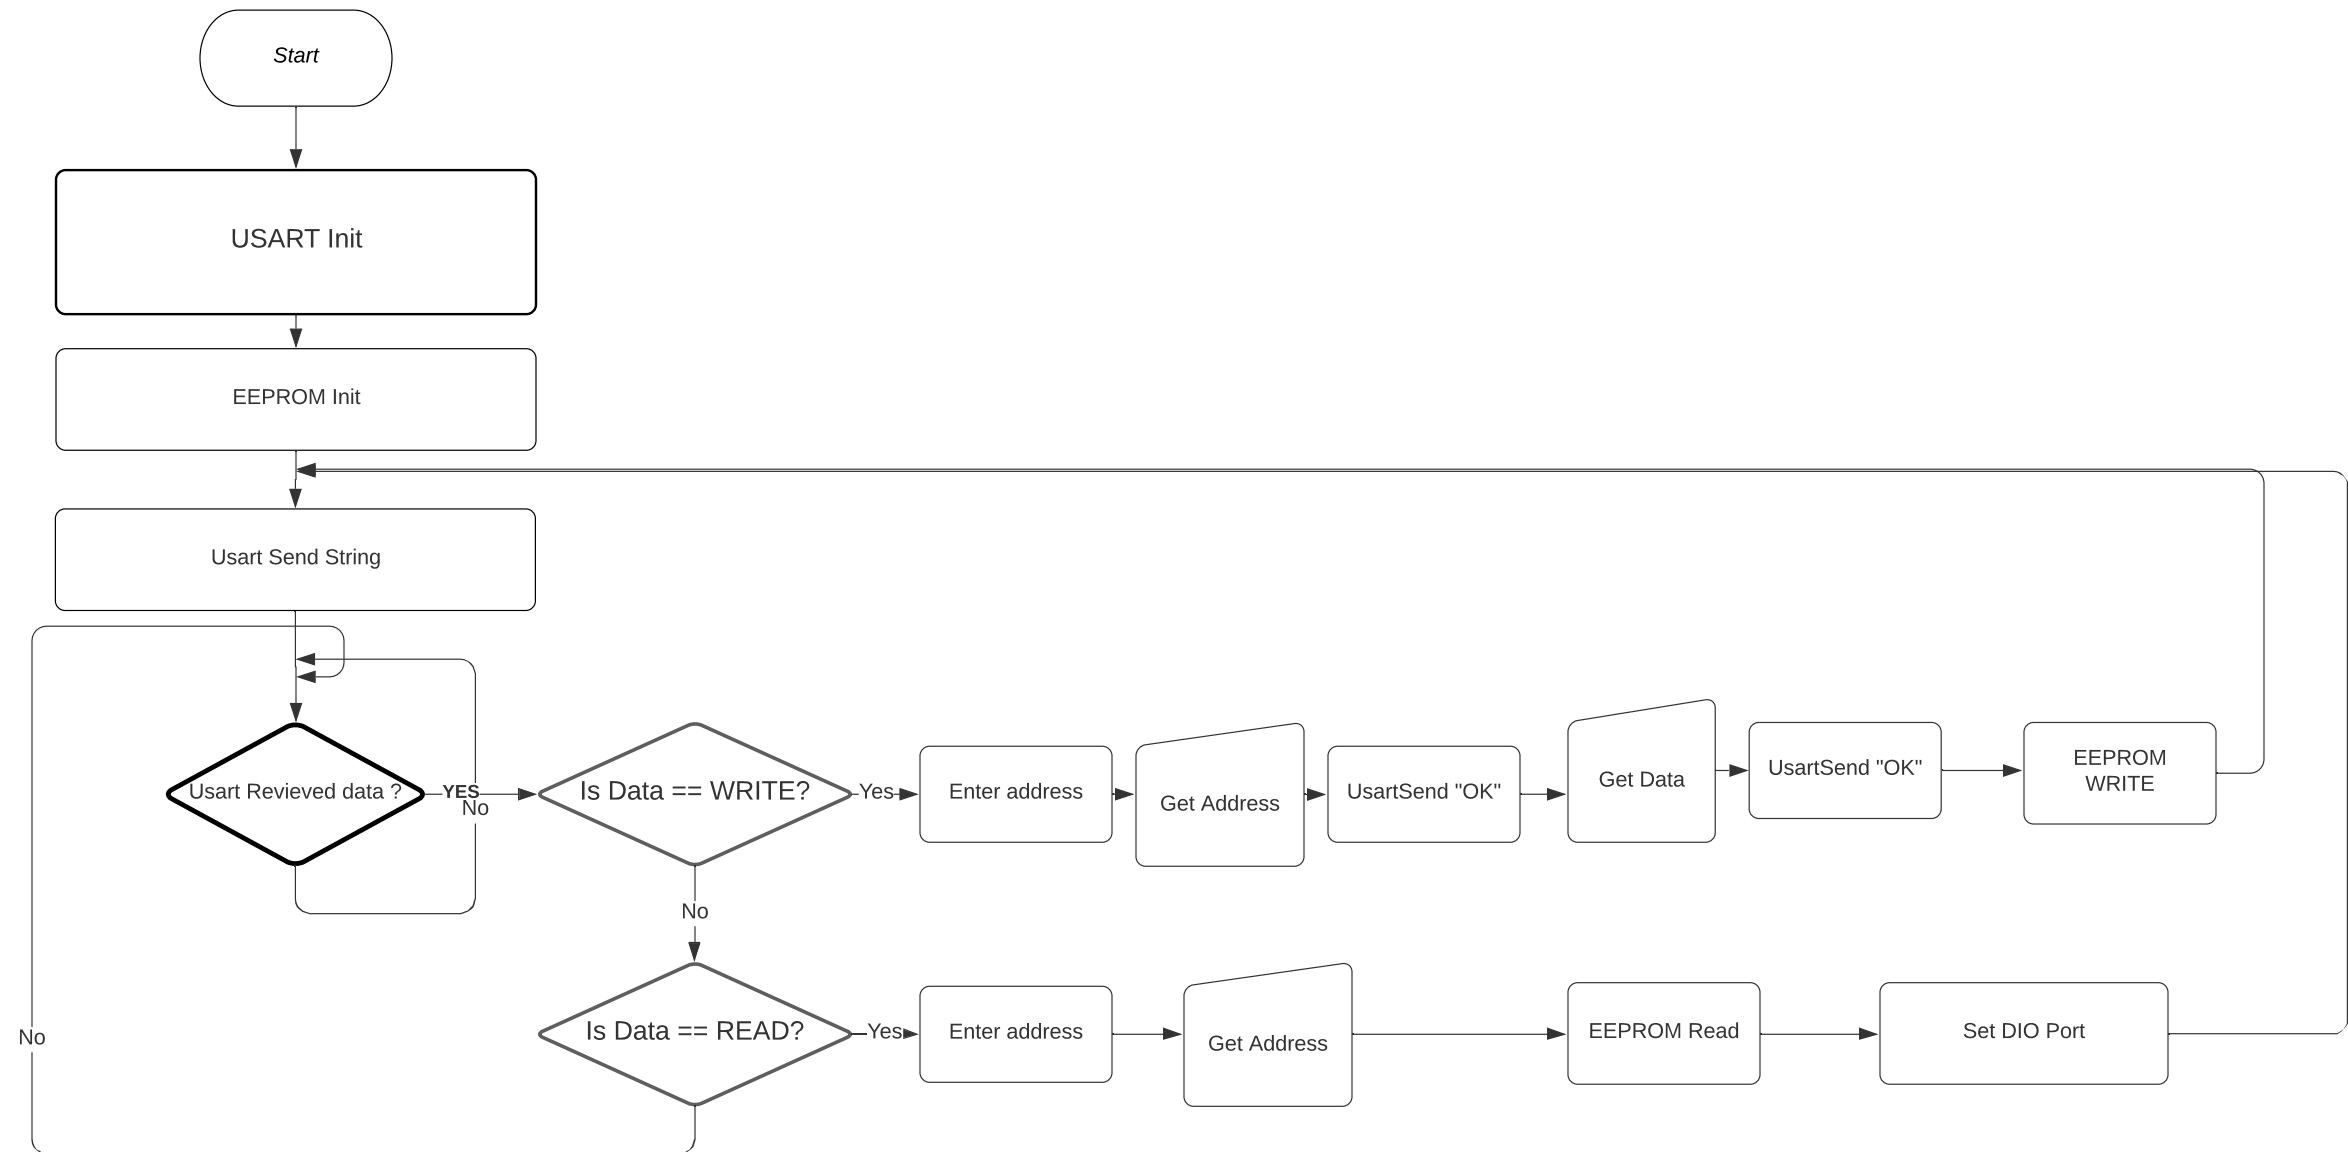 Start
USART Init
EEPROM Init
Usart Send String
Usart Revieved data ?
YES
No
Is Data == WRITE?
Yes
Enter address
Get Address
UsartSend "OK"
Get Data
UsartSend "OK"
EEPROM
WRITE
No
Is Data == READ?
Yes
Enter address
Get Address
EEPROM Read
Set DIO Port
No